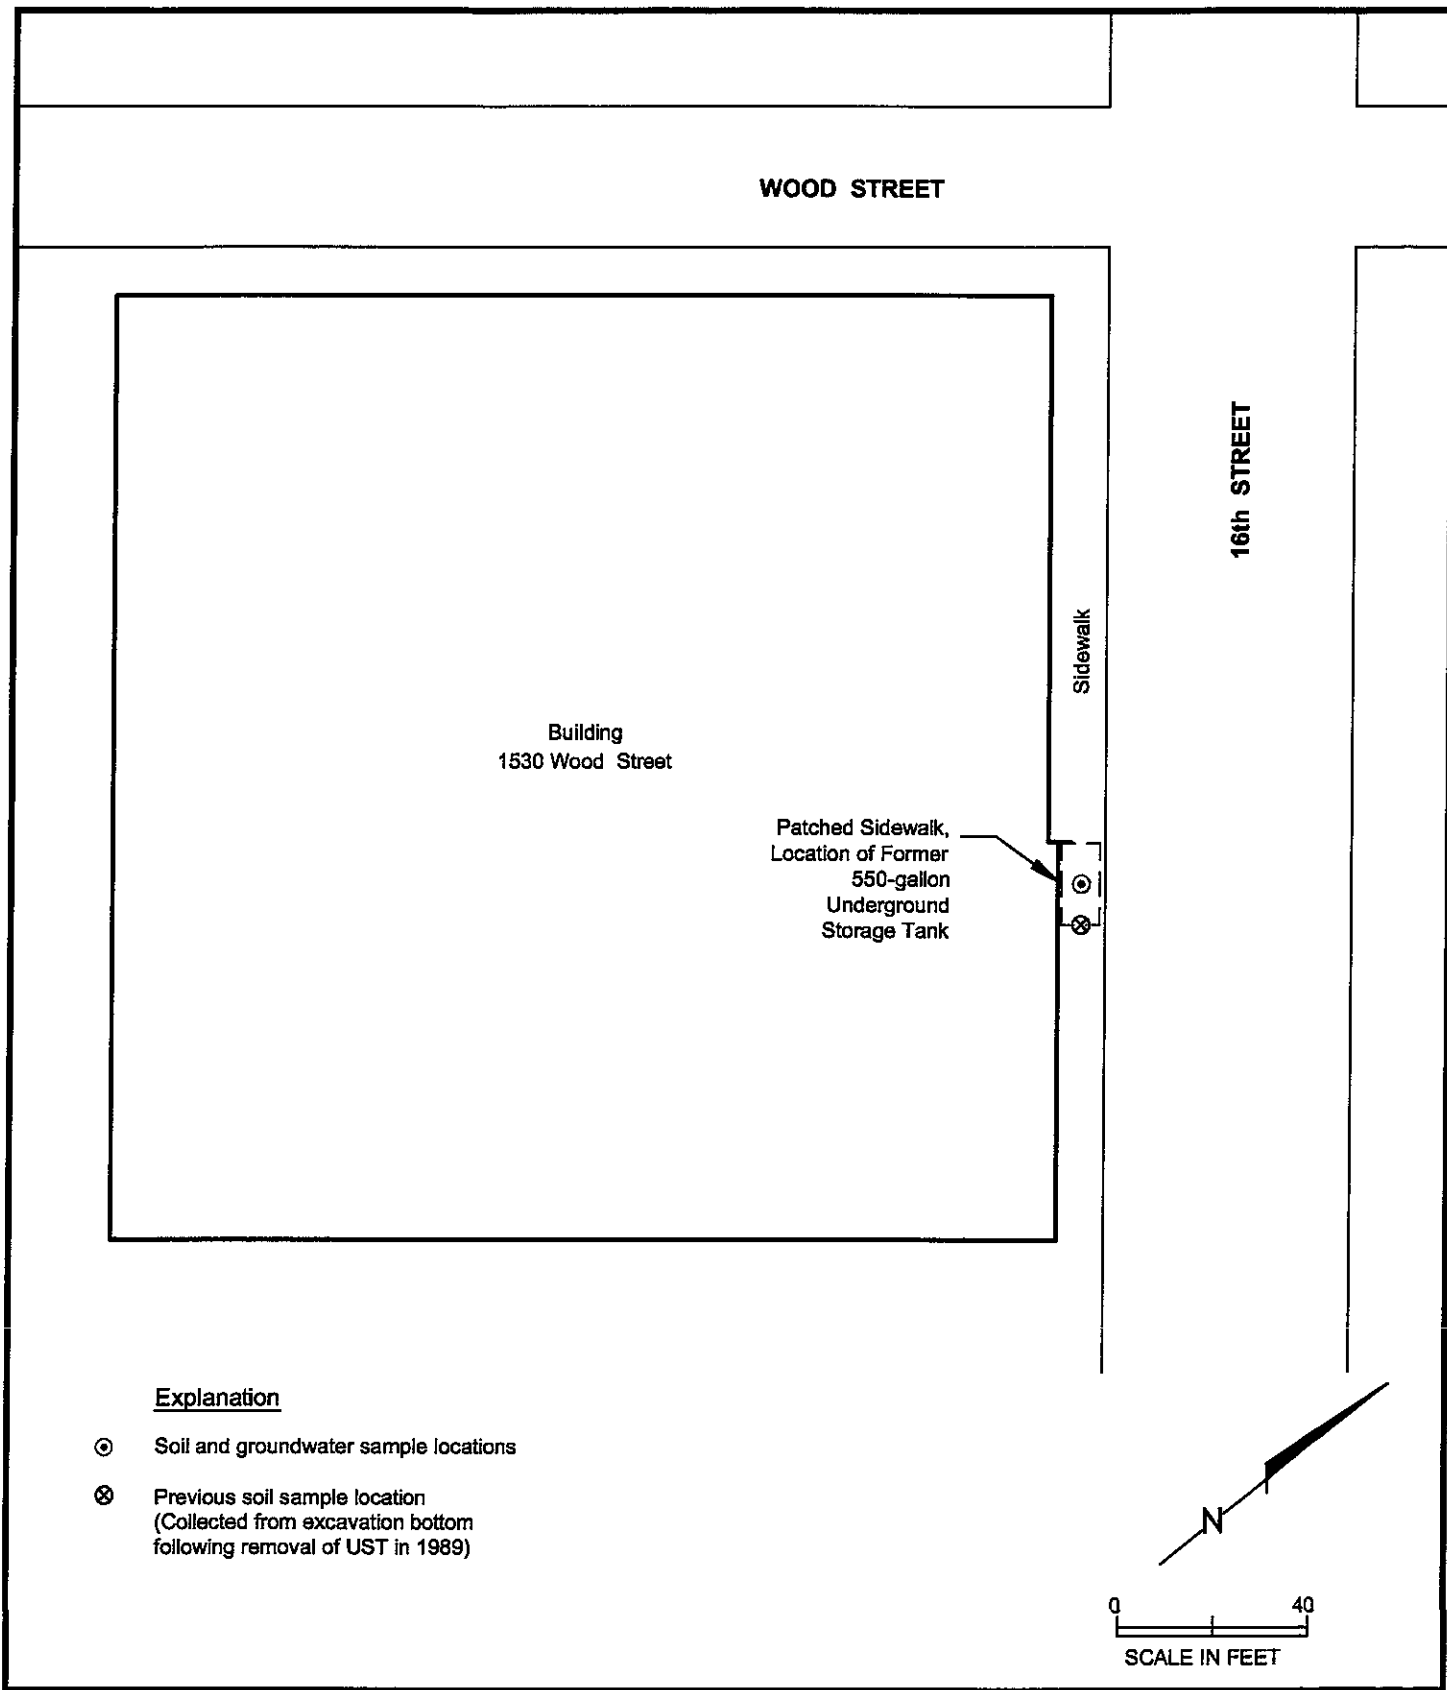 WOOD STREET
16th STREET
Sidewalk
Building
1530 Wood Street
Patched Sidewalk,
Location of Former
550-gallon
Underground
Storage Tank
Explanation
Soil and groundwater sample locations
Previous soil sample location
(Collected from excavation bottom
following removal of UST in 1989)
N
0 40
SCALE IN FEET